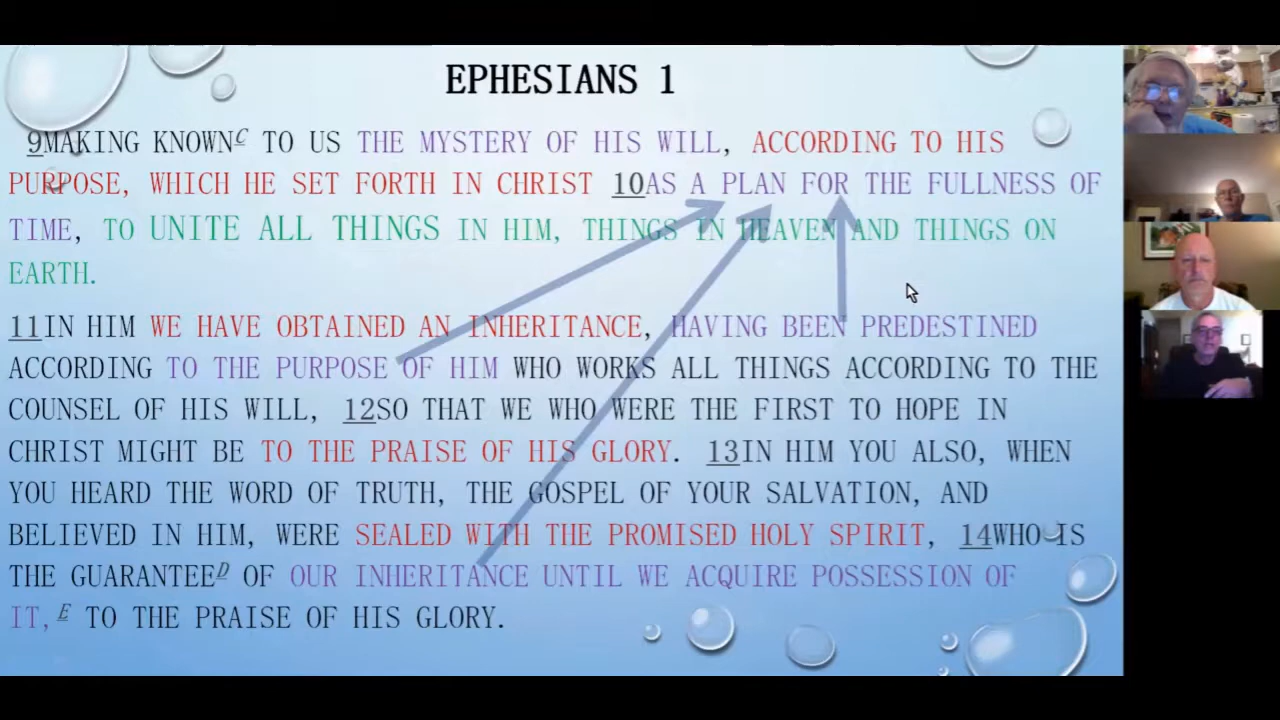 EPHESIANS 1
9MAKING KNOWNC TO US THE MYSTERY OF HIS WILL, ACCORDING TO HIS
PURPOSE, WHICH HE SET FORTH IN CHRIST 10AS A PLAN FOR THE FULLNESS OF
TIME, TO UNITE ALL THINGS IN HIM, THINGS IN HEAVEN AND THINGS ON
EARTH.
11IN HIM WE HAVE OBTAINED AN INHERITANCE, HAVING BEEN PREDESTINED
ACCORDING TO THE PURPOSE OF HIM WHO WORKS ALL THINGS ACCORDING TO THE
COUNSEL OF HIS WILL, 12SO THAT WE WHO WERE THE FIRST TO HOPE IN
CHRIST MIGHT BE TO THE PRAISE OF HIS GLORY. 13IN HIM YOU ALSO, WHEN
YOU HEARD THE WORD OF TRUTH, THE GOSPEL OF YOUR SALVATION, AND
BELIEVED IN HIM, WERE SEALED WITH THE PROMISED HOLY SPIRIT, 14WHO IS
THE GUARANTEED OF OUR INHERITANCE UNTIL WE ACQUIRE POSSESSION OF
IT,E TO THE PRAISE OF HIS GLORY.